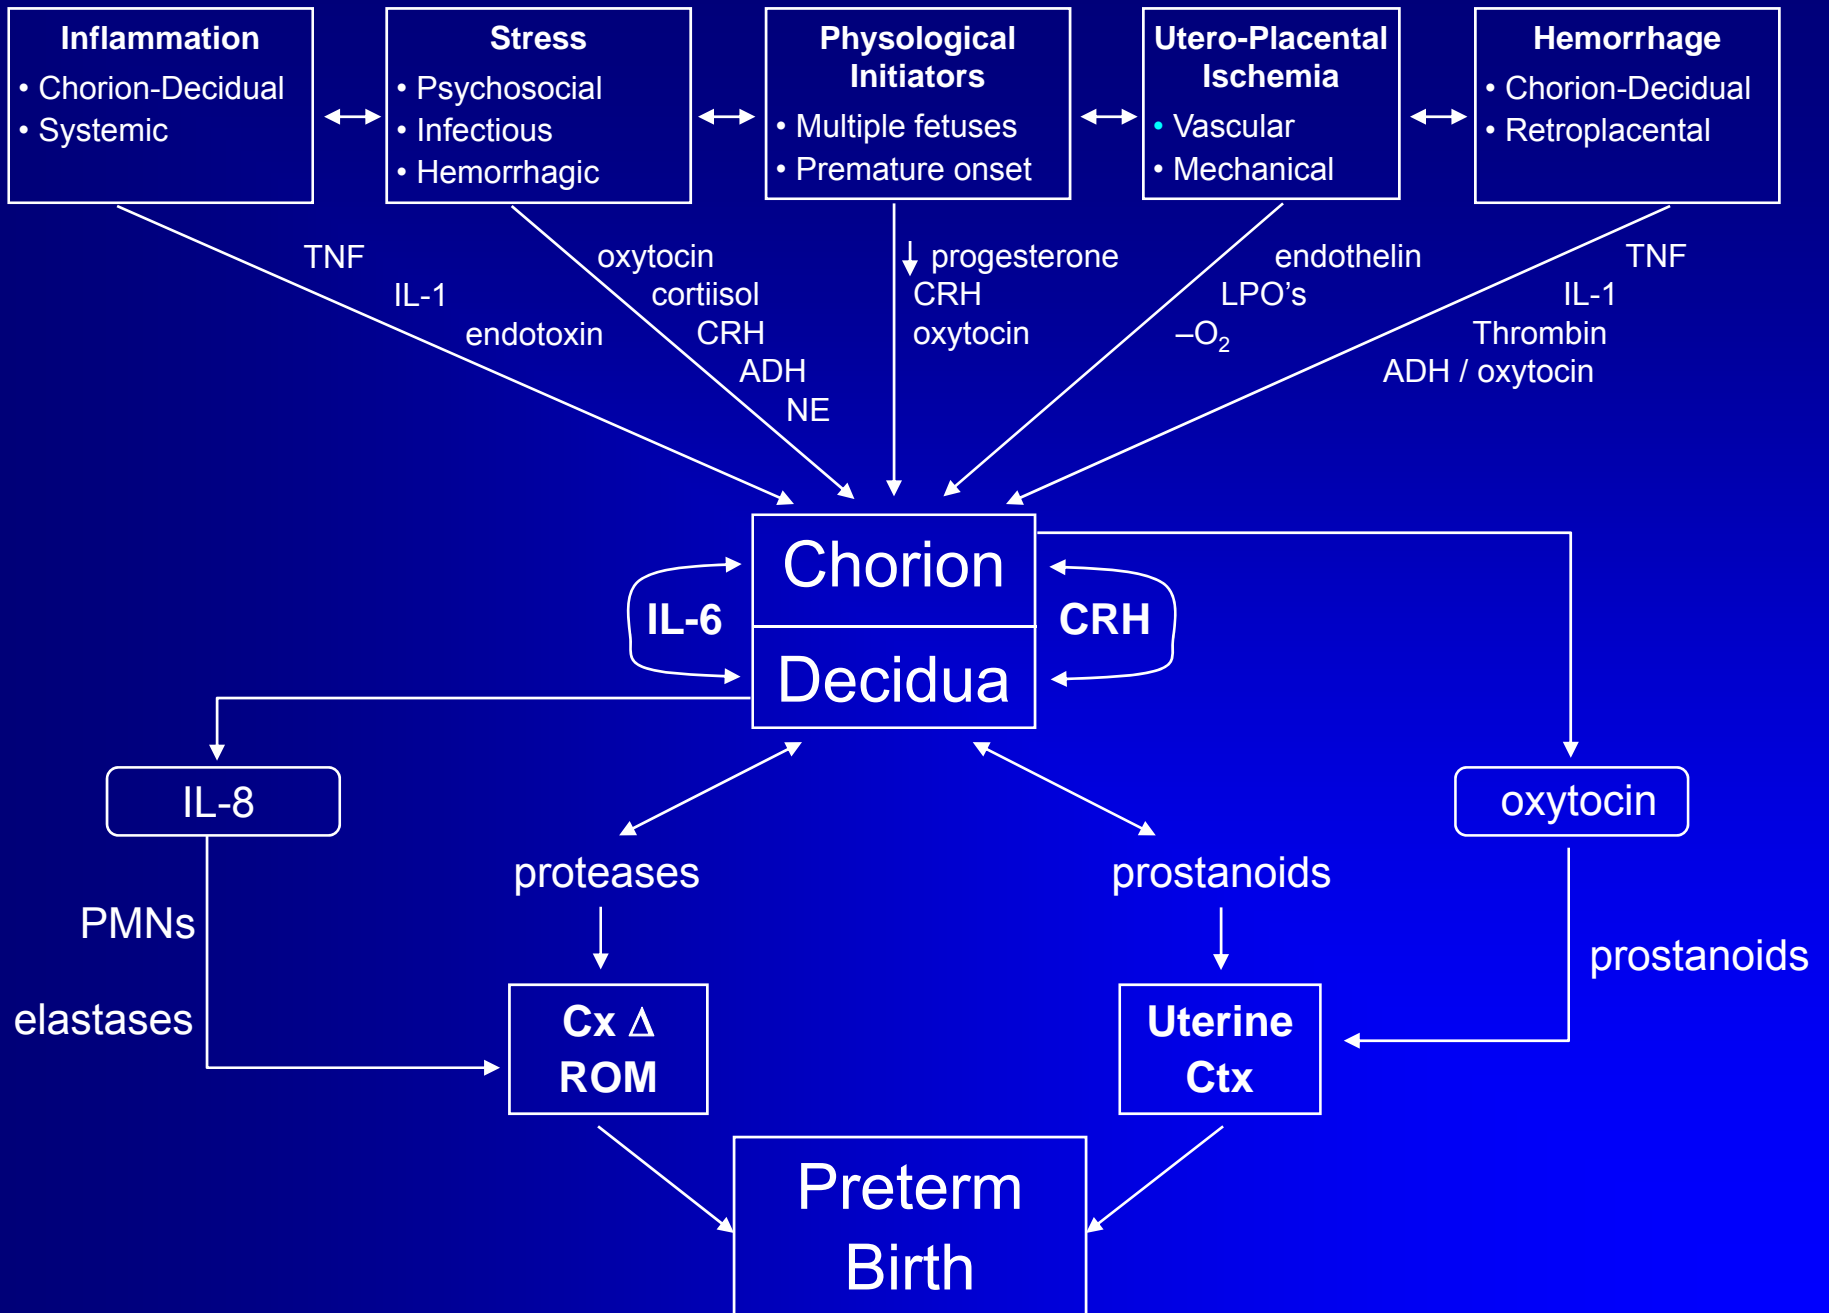 Inflammation
• Chorion-Decidual
• Systemic
Stress
• Psychosocial
• Infectious
• Hemorrhagic
Physological
Initiators
• Multiple fetuses
• Premature onset
Utero-Placental
Ischemia
• Vascular
• Mechanical
Hemorrhage
• Chorion-Decidual
• Retroplacental
TNF
IL-1
endotoxin
oxytocin
cortiisol
CRH
ADH
NE
↓ progesterone
CRH
oxytocin
endothelin
LPO’s
–O₂
TNF
IL-1
Thrombin
ADH / oxytocin
Chorion
IL-6
CRH
Decidua
IL-8
oxytocin
proteases
prostanoids
PMNs
elastases
prostanoids
Cx Δ
ROM
Uterine
Ctx
Preterm
Birth